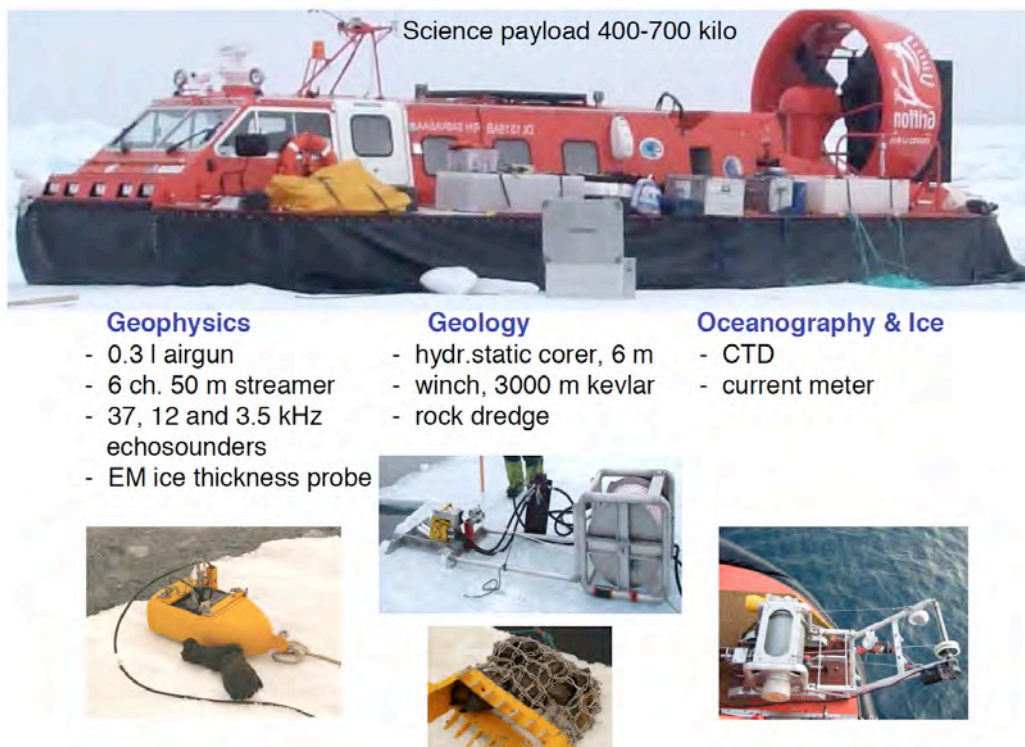 Science payload 400-700 kilo
Griffon
Geophysics
- 0.3 l airgun
- 6 ch. 50 m streamer
- 37, 12 and 3.5 kHz
echosounders
- EM ice thickness probe
Geology
- hydr.static corer, 6 m
- winch, 3000 m kevlar
- rock dredge
Oceanography & Ice
- CTD
- current meter